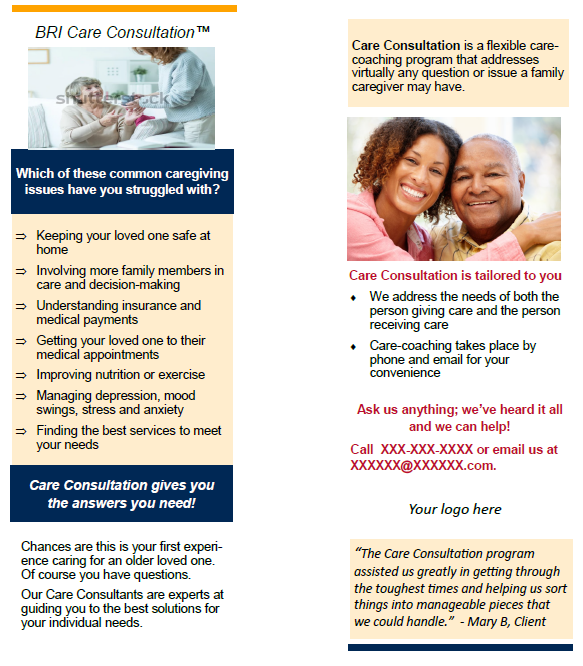 BRI Care Consultation™
shutterstock
Which of these common caregiving
issues have you struggled with?
⇒ Keeping your loved one safe at
home
⇒ Involving more family members in
care and decision-making
⇒ Understanding insurance and
medical payments
⇒ Getting your loved one to their
medical appointments
⇒ Improving nutrition or exercise
⇒ Managing depression, mood
swings, stress and anxiety
⇒ Finding the best services to meet
your needs
Care Consultation gives you
the answers you need!
Chances are this is your first experi-
ence caring for an older loved one.
Of course you have questions.
Our Care Consultants are experts at
guiding you to the best solutions for
your individual needs.
Care Consultation is a flexible care-
coaching program that addresses
virtually any question or issue a family
caregiver may have.
Care Consultation is tailored to you
♦ We address the needs of both the
person giving care and the person
receiving care
♦ Care-coaching takes place by
phone and email for your
convenience
Ask us anything; we’ve heard it all
and we can help!
Call XXX-XXX-XXXX or email us at
XXXXXX@XXXXXX.com.
Your logo here
“The Care Consultation program
assisted us greatly in getting through
the toughest times and helping us sort
things into manageable pieces that
we could handle.” - Mary B, Client